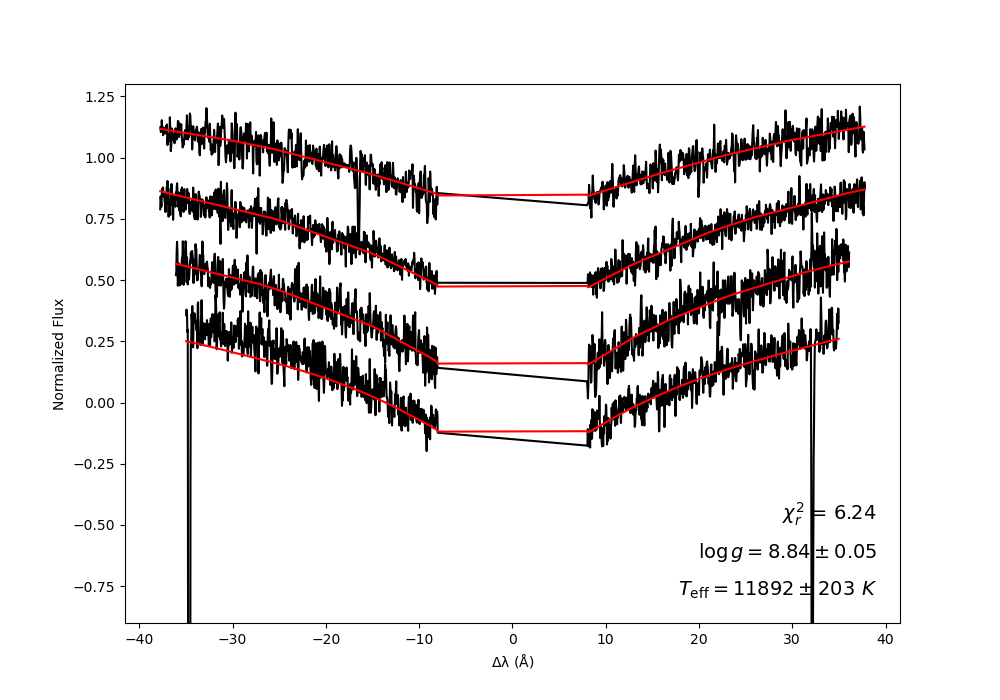 1.25
1.00
0.75
0.50
0.25
0.00
−0.25
−0.50
−0.75
Normalized Flux
χ²ᵣ = 6.24
log g = 8.84 ± 0.05
T_eff = 11892 ± 203 K
−40 −30 −20 −10 0 10 20 30 40
Δλ (Å)